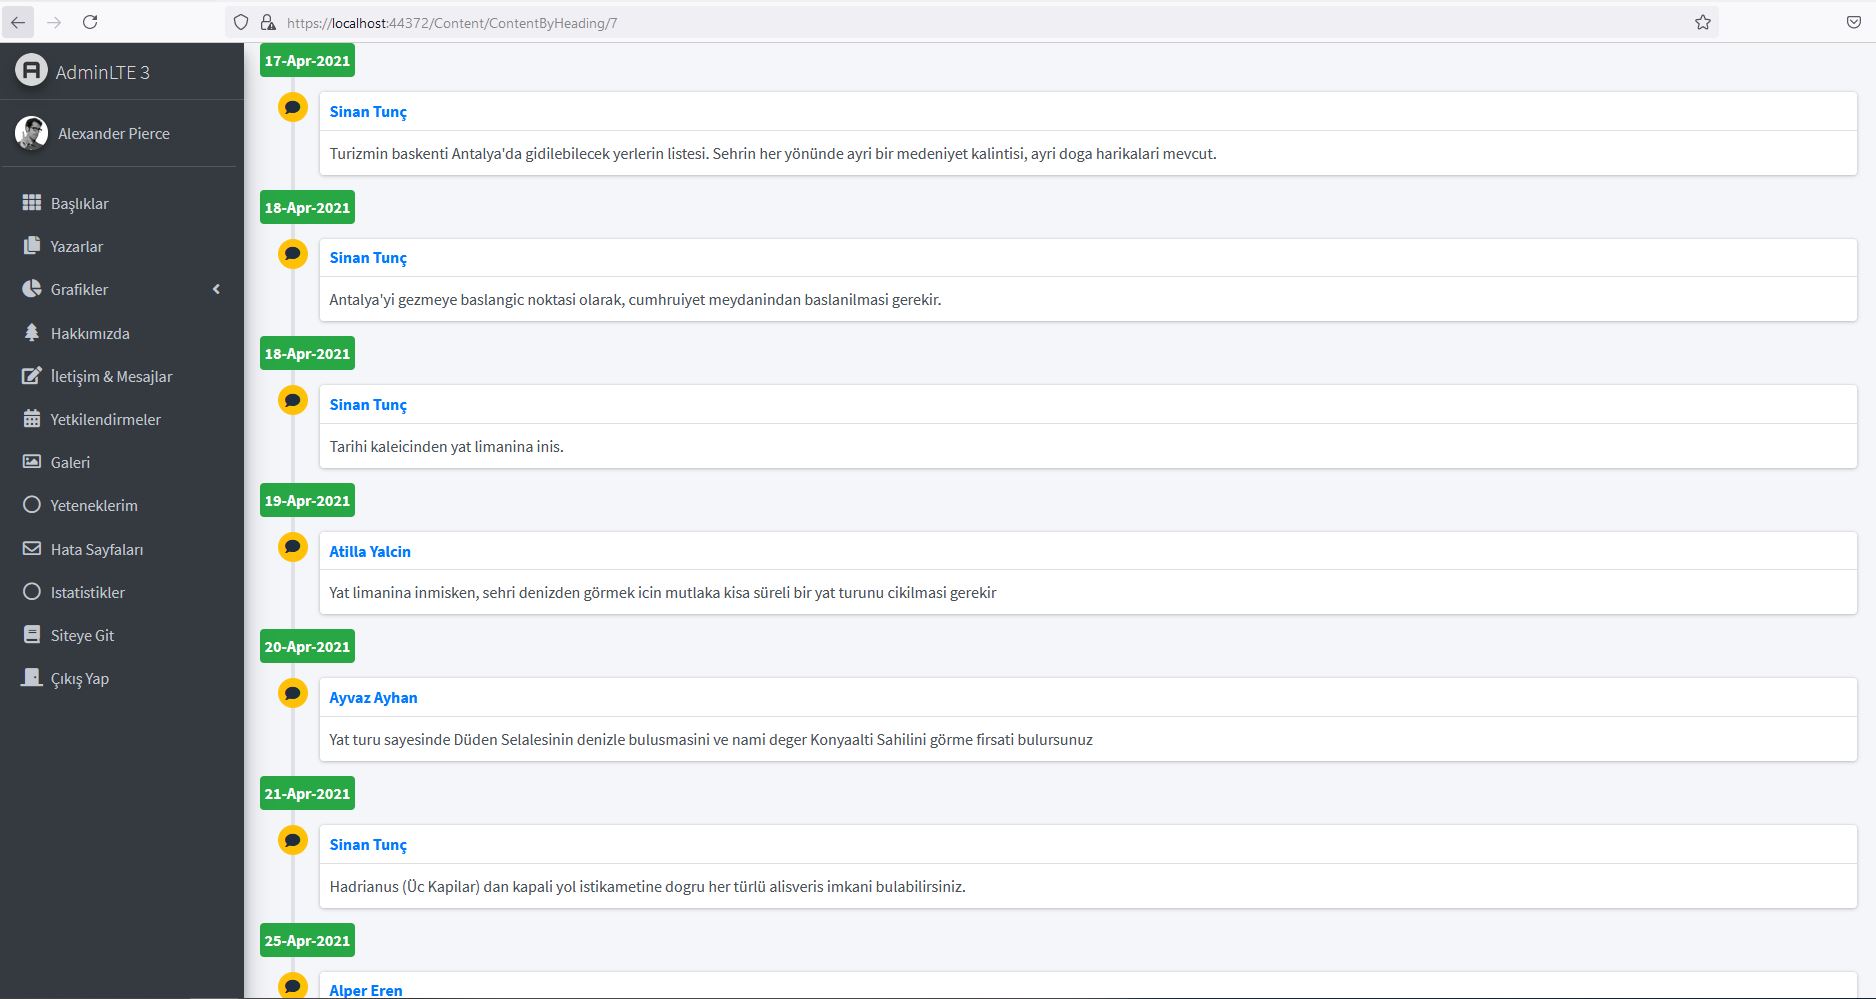 https://localhost:44372/Content/ContentByHeading/7
AdminLTE 3
Alexander Pierce
Başlıklar
Yazarlar
Grafikler
Hakkımızda
İletişim & Mesajlar
Yetkilendirmeler
Galeri
Yeteneklerim
Hata Sayfaları
Istatistikler
Siteye Git
Çıkış Yap
17-Apr-2021
Sinan Tunç
Turizmin baskenti Antalya'da gidilebilecek yerlerin listesi. Sehrin her yönünde ayri bir medeniyet kalintisi, ayri doga harikalari mevcut.
18-Apr-2021
Sinan Tunç
Antalya'yi gezmeye baslangic noktasi olarak, cumhruiyet meydanindan baslanilmasi gerekir.
18-Apr-2021
Sinan Tunç
Tarihi kaleicinden yat limanina inis.
19-Apr-2021
Atilla Yalcin
Yat limanina inmisken, sehri denizden görmek icin mutlaka kisa süreli bir yat turunu cikilmasi gerekir
20-Apr-2021
Ayvaz Ayhan
Yat turu sayesinde Düden Selalesinin denizle bulusmasini ve nami deger Konyaalti Sahilini görme firsati bulursunuz
21-Apr-2021
Sinan Tunç
Hadrianus (Üc Kapilar) dan kapali yol istikametine dogru her türlü alisveris imkani bulabilirsiniz.
25-Apr-2021
Alper Eren